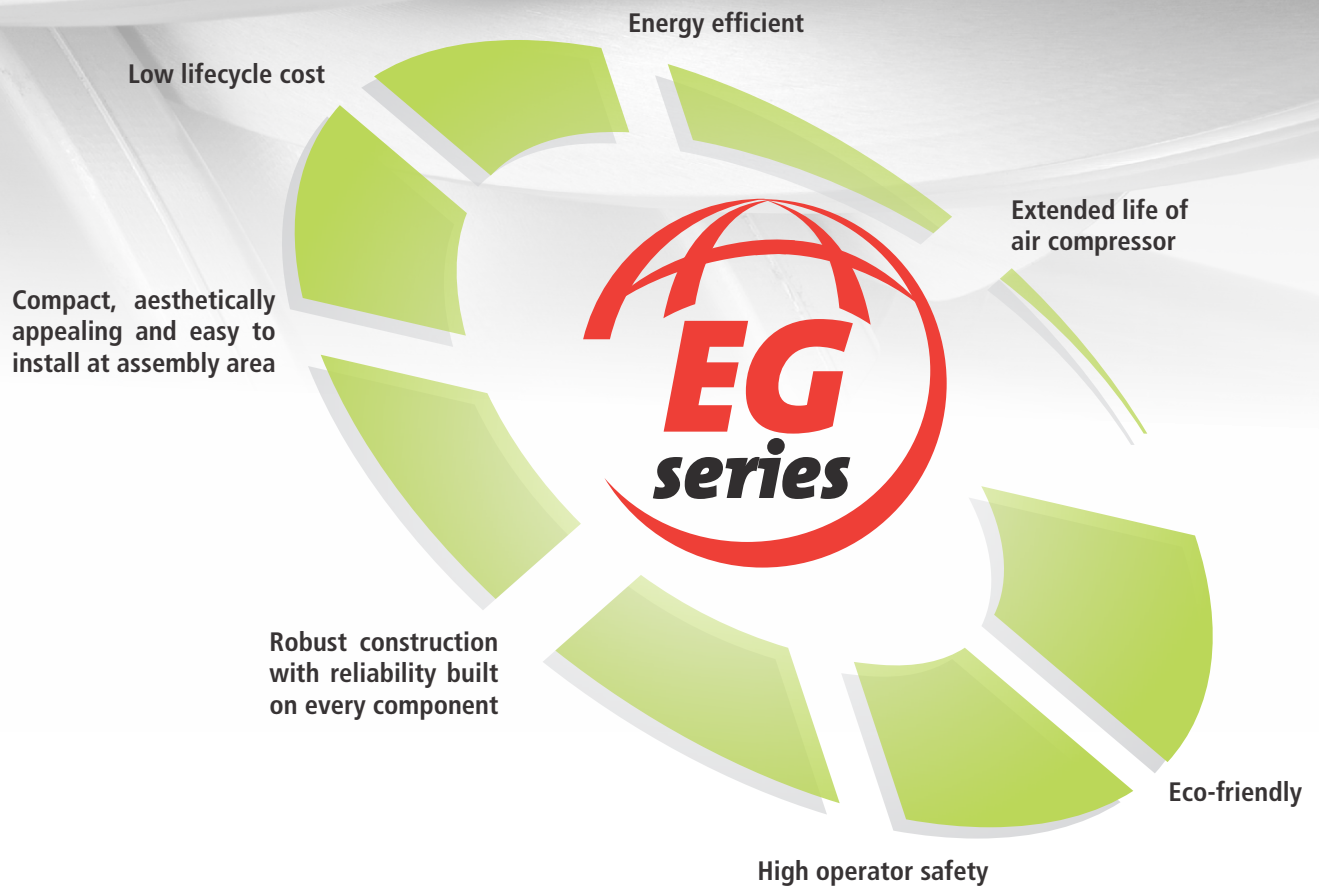 Energy efficient
Low lifecycle cost
Extended life of
air compressor
Compact, aesthetically
appealing and easy to
install at assembly area
EG
series
Robust construction
with reliability built
on every component
Eco-friendly
High operator safety